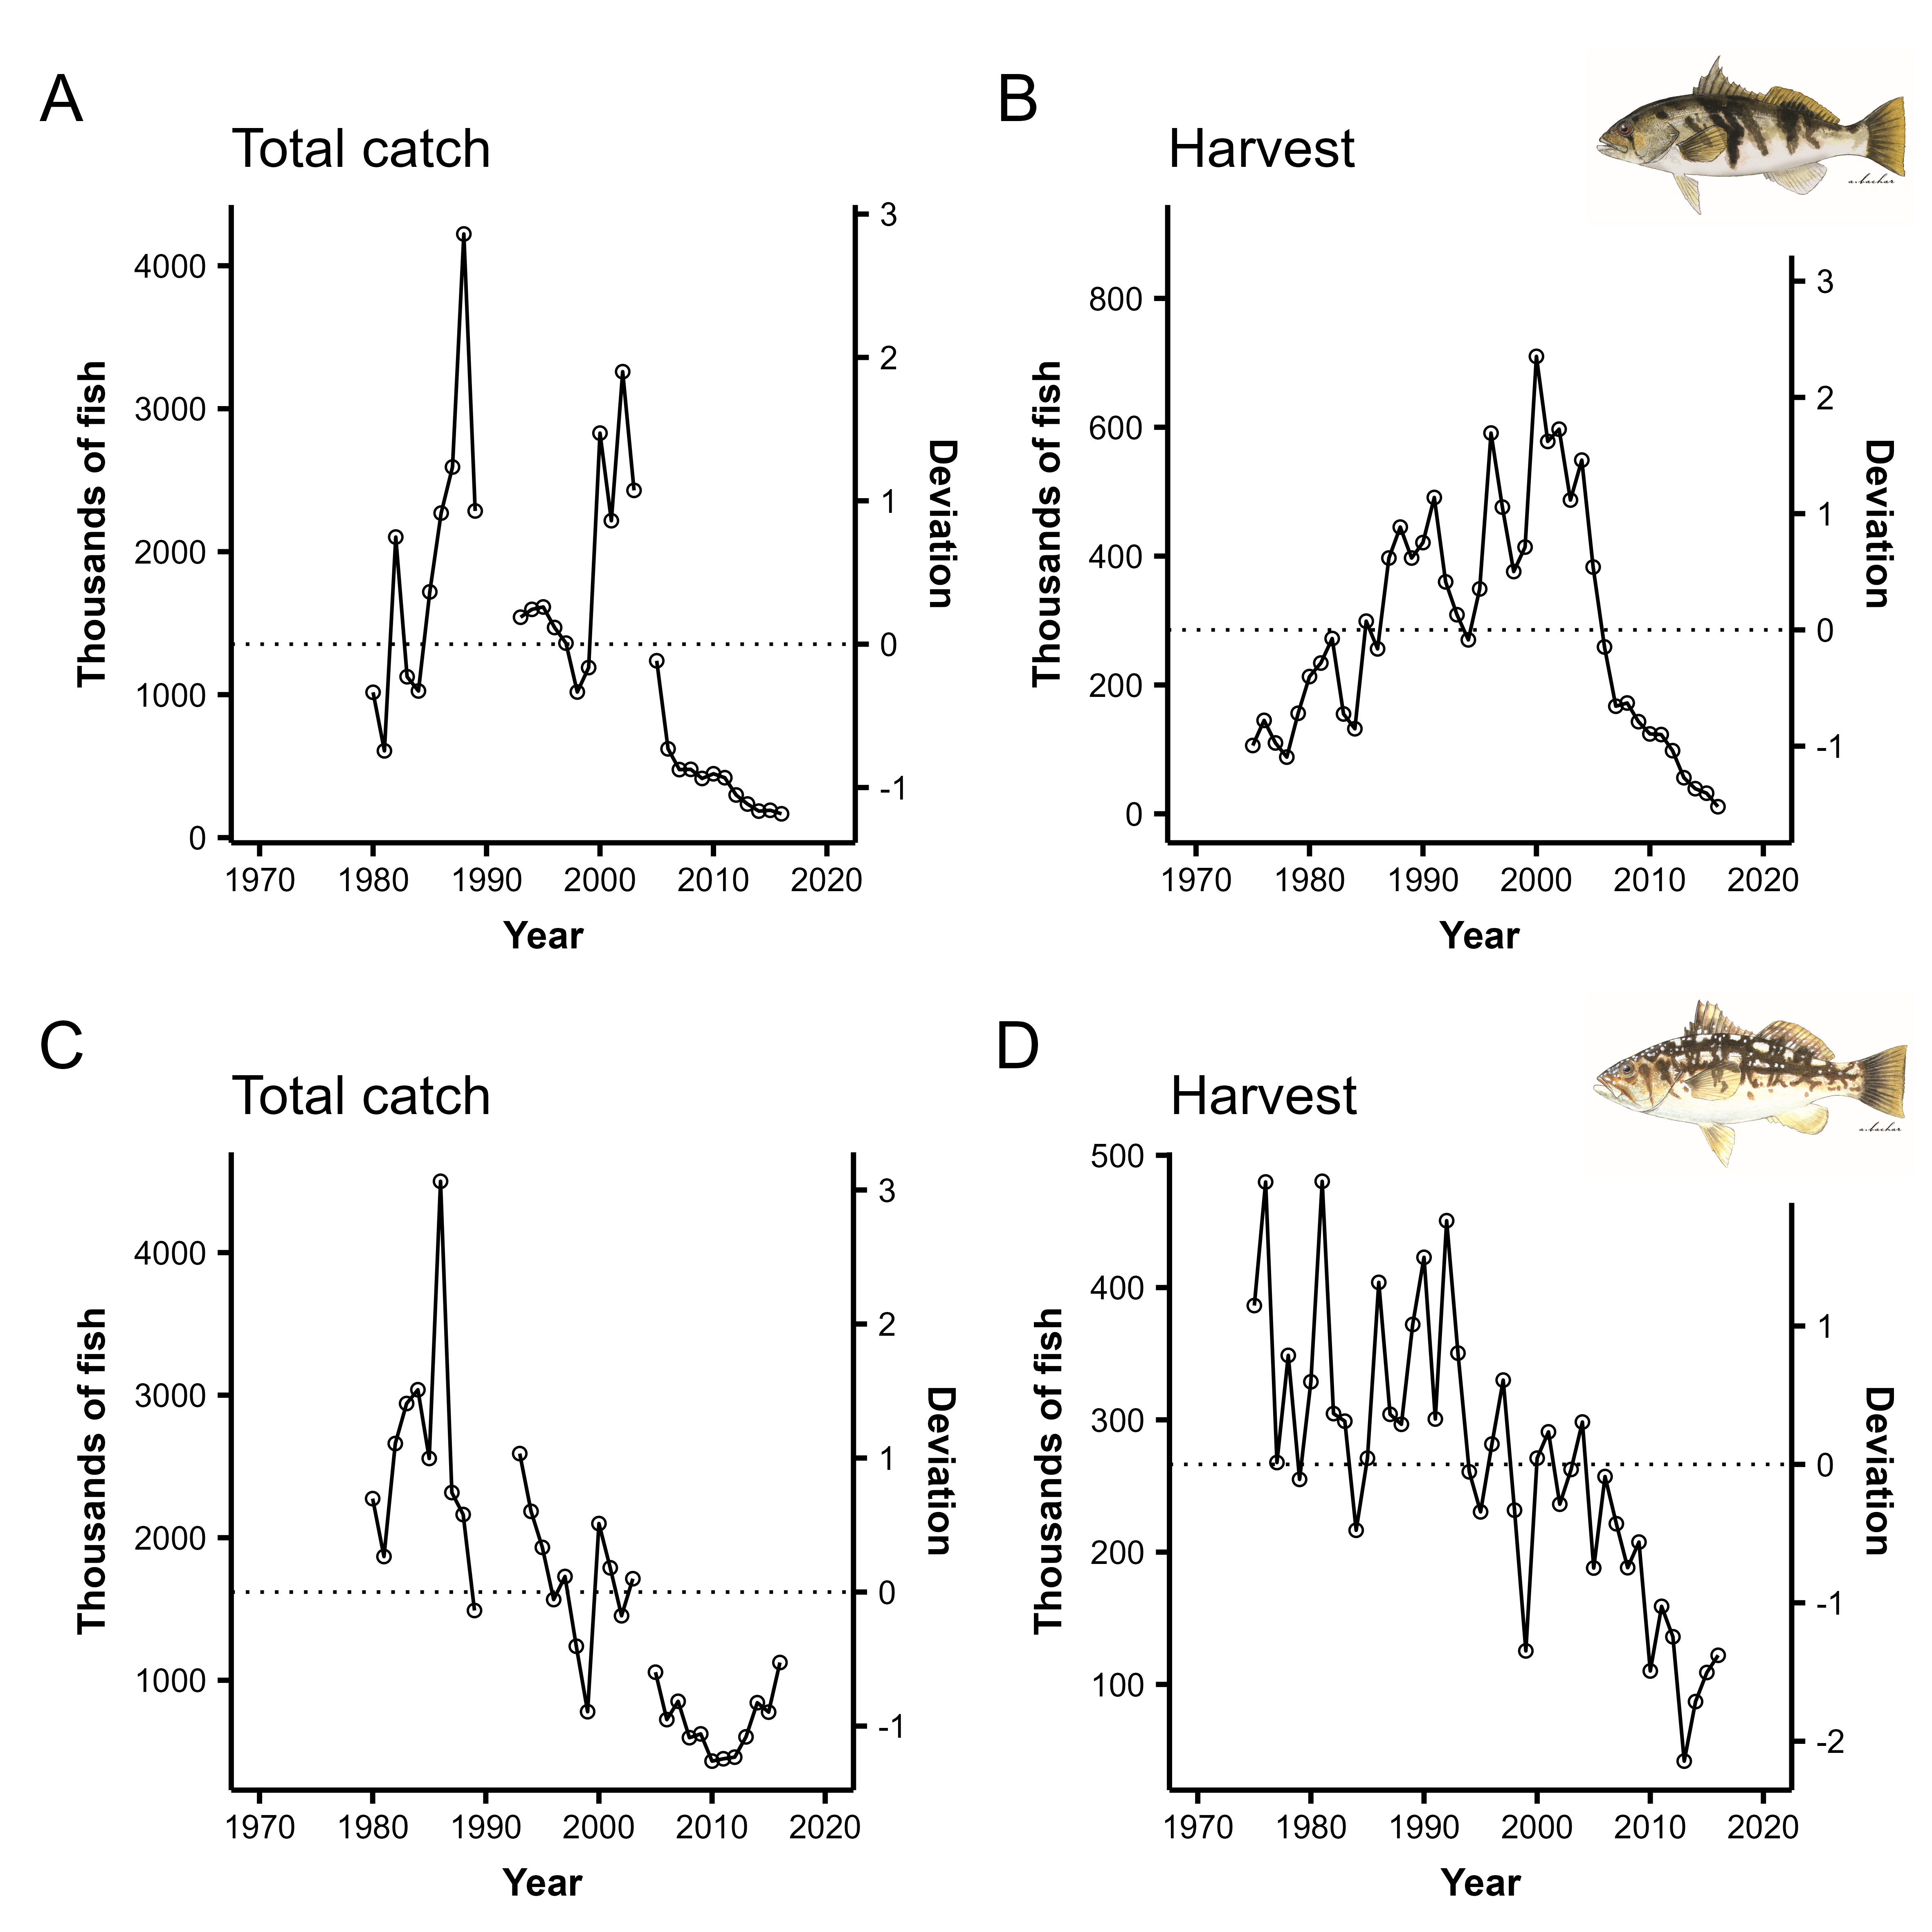 A
B
Total catch
Harvest
a.bachar
Thousands of fish
4000
3000
2000
1000
0
3
2
1
0
-1
Deviation
1970 1980 1990 2000 2010 2020
Year
Thousands of fish
800
600
400
200
0
3
2
1
0
-1
Deviation
1970 1980 1990 2000 2010 2020
Year
C
D
Total catch
Harvest
a.bachar
Thousands of fish
4000
3000
2000
1000
3
2
1
0
-1
Deviation
1970 1980 1990 2000 2010 2020
Year
Thousands of fish
500
400
300
200
100
1
0
-1
-2
Deviation
1970 1980 1990 2000 2010 2020
Year